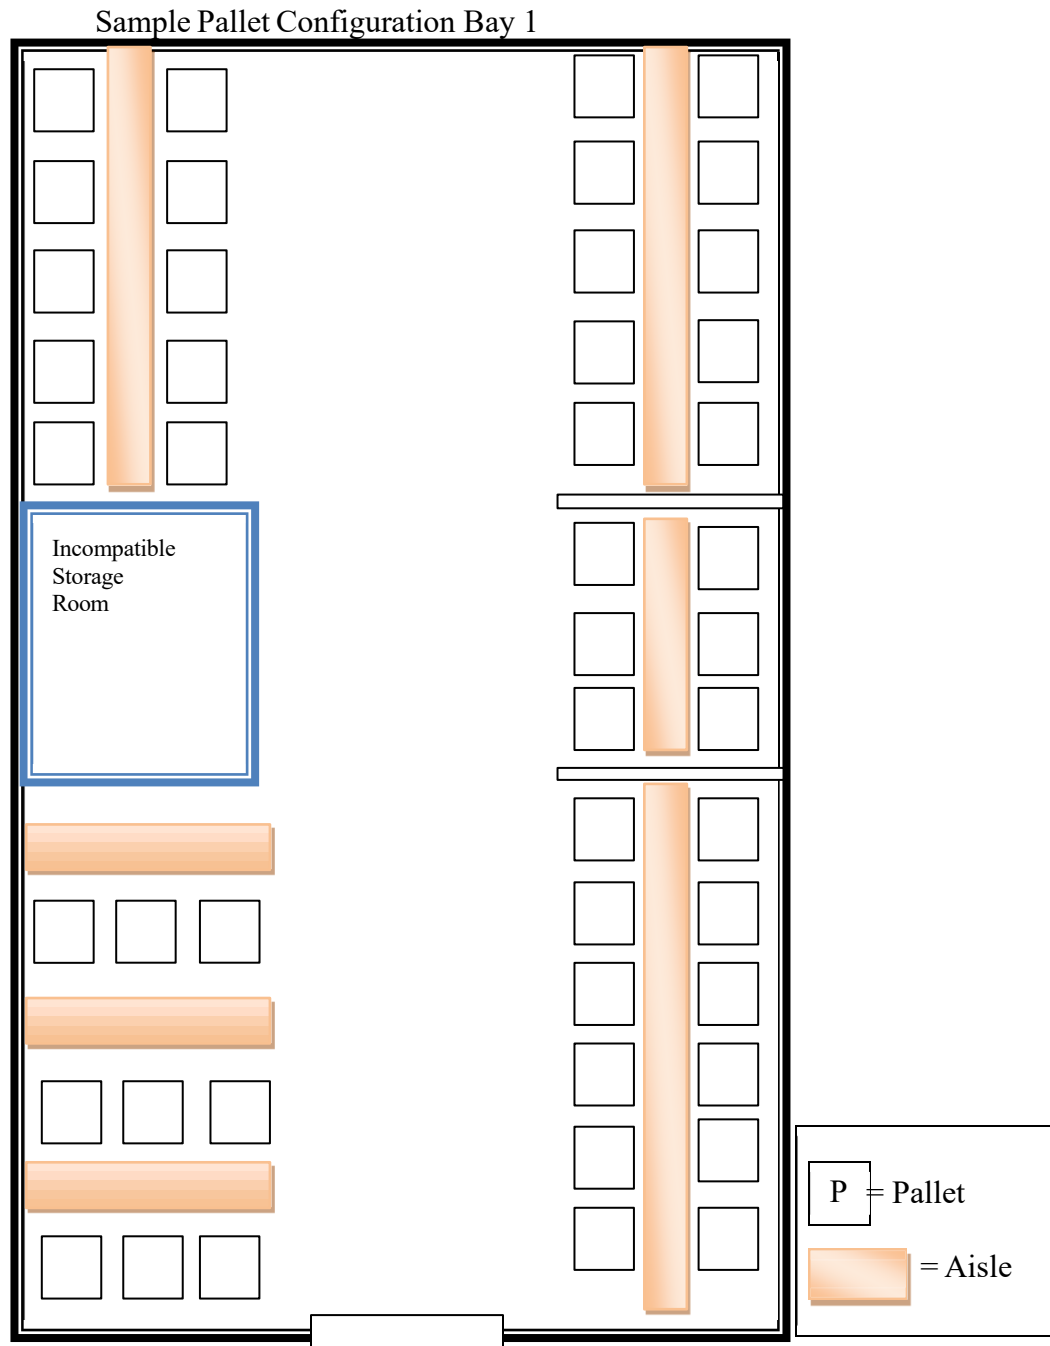 Sample Pallet Configuration Bay 1
Incompatible
Storage
Room
P = Pallet
= Aisle